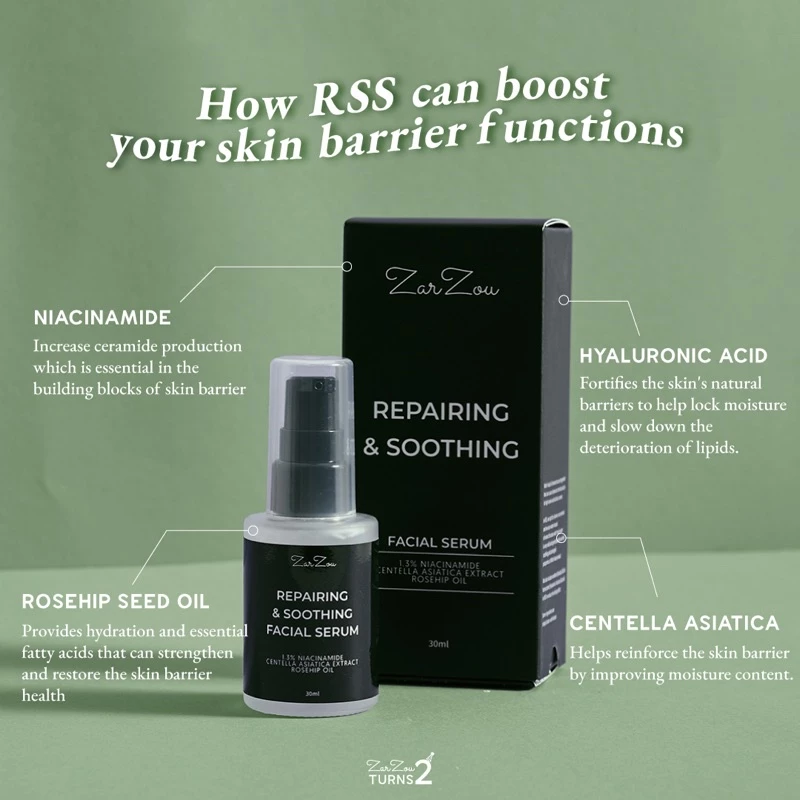 How RSS can boost
your skin barrier functions
ZarZou
NIACINAMIDE
Increase ceramide production
which is essential in the
building blocks of skin barrier
HYALURONIC ACID
Fortifies the skin's natural
barriers to help lock moisture
and slow down the
deterioration of lipids.
REPAIRING
& SOOTHING
FACIAL SERUM
1.3% NIACINAMIDE
CENTELLA ASIATICA EXTRACT
ROSEHIP OIL
30ml
ZarZou
REPAIRING
& SOOTHING
FACIAL SERUM
1.3% NIACINAMIDE
CENTELLA ASIATICA EXTRACT
ROSEHIP OIL
30ml
ROSEHIP SEED OIL
Provides hydration and essential
fatty acids that can strengthen
and restore the skin barrier
health
CENTELLA ASIATICA
Helps reinforce the skin barrier
by improving moisture content.
ZarZou
TURNS 2